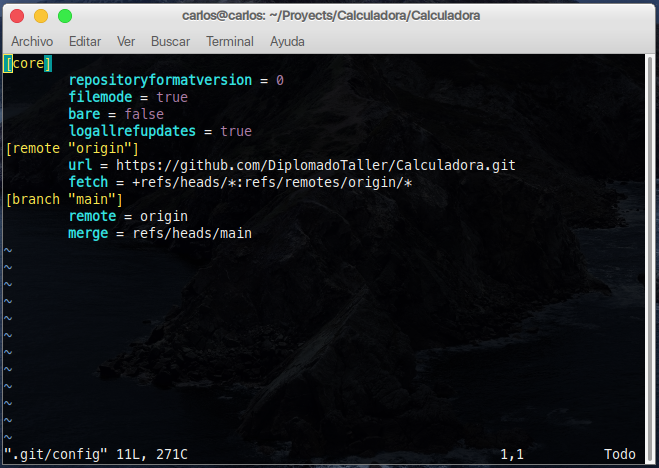 carlos@carlos: ~/Proyects/Calculadora/Calculadora
Archivo Editar Ver Buscar Terminal Ayuda
[core]
repositoryformatversion = 0
filemode = true
bare = false
logallrefupdates = true
[remote "origin"]
url = https://github.com/DiplomadoTaller/Calculadora.git
fetch = +refs/heads/*:refs/remotes/origin/*
[branch "main"]
remote = origin
merge = refs/heads/main
~
~
~
~
~
~
~
~
~
~
~
~
".git/config" 11L, 271C 1,1 Todo